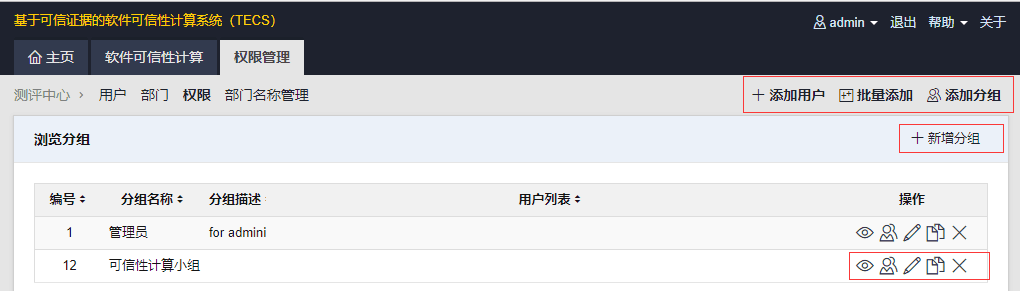 基于可信证据的软件可信性计算系统（TECS）
admin 退出 帮助 关于
主页 软件可信性计算 权限管理
测评中心 › 用户 部门 权限 部门名称管理 添加用户 批量添加 添加分组
浏览分组 新增分组
编号 分组名称 分组描述 用户列表 操作
1 管理员 for admini
12 可信性计算小组